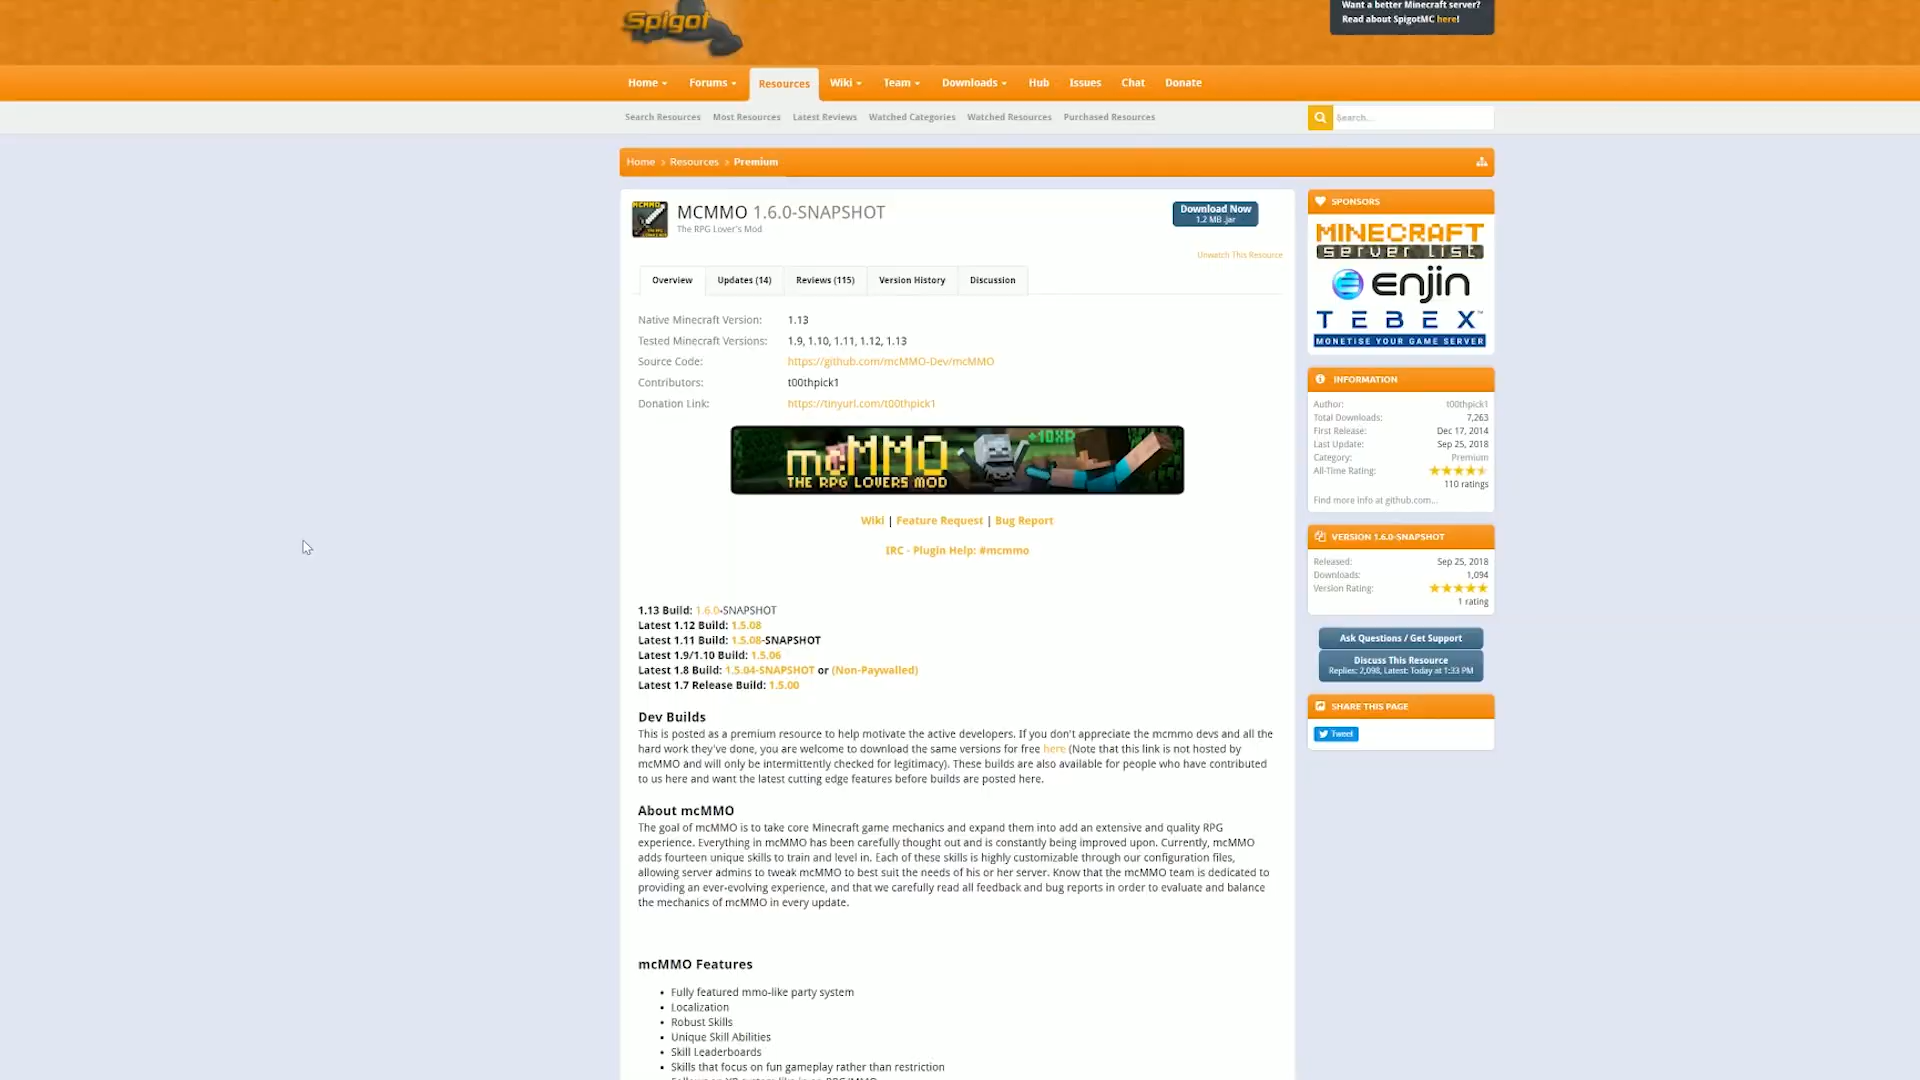 Spigot
Want a better Minecraft server?
Read about SpigotMC here!
Home Forums Resources Wiki Team Downloads Hub Issues Chat Donate
Search Resources Most Resources Latest Reviews Watched Categories Watched Resources Purchased Resources
Search...
Home > Resources > Premium
MCMMO 1.6.0-SNAPSHOT
The RPG Lover's Mod
Download Now
1.2 MB .jar
Unwatch This Resource
Overview Updates (14) Reviews (115) Version History Discussion
Native Minecraft Version: 1.13
Tested Minecraft Versions: 1.9, 1.10, 1.11, 1.12, 1.13
Source Code: https://github.com/mcMMO-Dev/mcMMO
Contributors: t00thpick1
Donation Link: https://tinyurl.com/t00thpick1
mcMMO
THE RPG LOVERS MOD
+10XP
Wiki | Feature Request | Bug Report
IRC - Plugin Help: #mcmmo
1.13 Build: 1.6.0-SNAPSHOT
Latest 1.12 Build: 1.5.08
Latest 1.11 Build: 1.5.08-SNAPSHOT
Latest 1.9/1.10 Build: 1.5.06
Latest 1.8 Build: 1.5.04-SNAPSHOT or (Non-Paywalled)
Latest 1.7 Release Build: 1.5.00
Dev Builds
This is posted as a premium resource to help motivate the active developers. If you don't appreciate the mcmmo devs and all the
hard work they've done, you are welcome to download the same versions for free here (Note that this link is not hosted by
mcMMO and will only be intermittently checked for legitimacy). These builds are also available for people who have contributed
to us here and want the latest cutting edge features before builds are posted here.
About mcMMO
The goal of mcMMO is to take core Minecraft game mechanics and expand them into add an extensive and quality RPG
experience. Everything in mcMMO has been carefully thought out and is constantly being improved upon. Currently, mcMMO
adds fourteen unique skills to train and level in. Each of these skills is highly customizable through our configuration files,
allowing server admins to tweak mcMMO to best suit the needs of his or her server. Know that the mcMMO team is dedicated to
providing an ever-evolving experience, and that we carefully read all feedback and bug reports in order to evaluate and balance
the mechanics of mcMMO in every update.
mcMMO Features
• Fully featured mmo-like party system
• Localization
• Robust Skills
• Unique Skill Abilities
• Skill Leaderboards
• Skills that focus on fun gameplay rather than restriction
SPONSORS
MINECRAFT
server list
enjin
TEBEX™
MONETISE YOUR GAME SERVER
INFORMATION
Author: t00thpick1
Total Downloads: 7,263
First Release: Dec 17, 2014
Last Update: Sep 25, 2018
Category: Premium
All-Time Rating:
110 ratings
Find more info at github.com...
VERSION 1.6.0-SNAPSHOT
Released: Sep 25, 2018
Downloads: 1,094
Version Rating:
1 rating
Ask Questions / Get Support
Discuss This Resource
Replies: 2,098, Latest: Today at 1:33 PM
SHARE THIS PAGE
Tweet